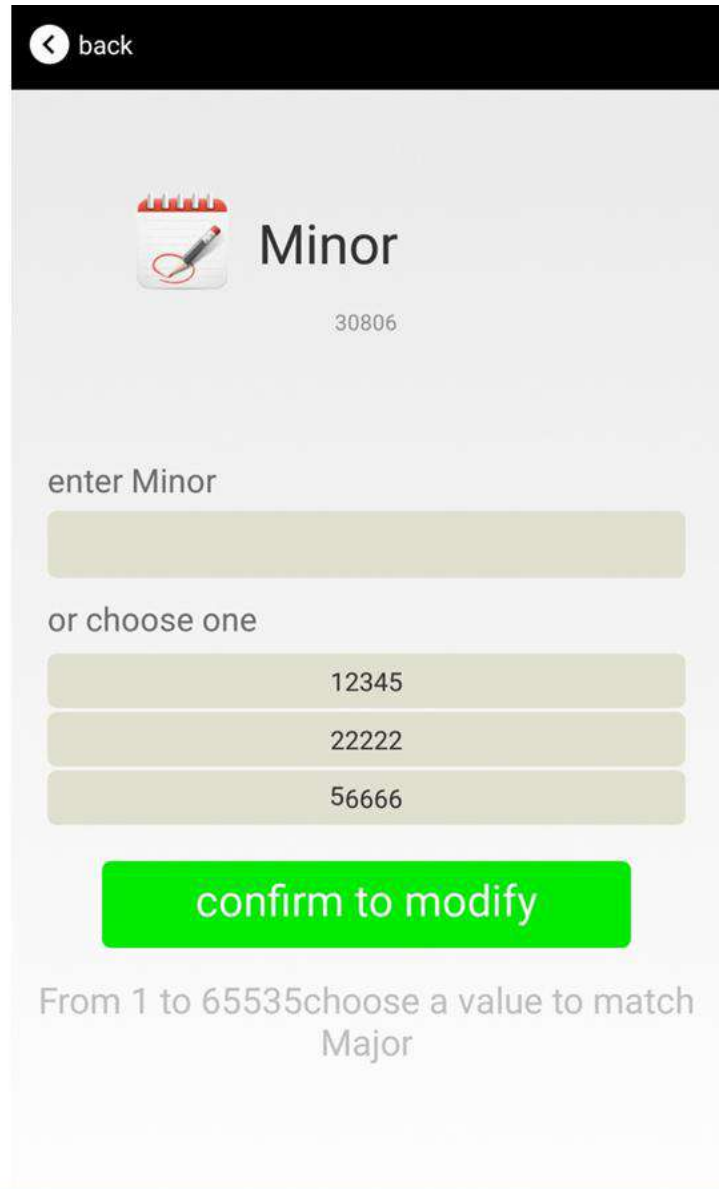 back
Minor
30806
enter Minor
or choose one
12345
22222
56666
confirm to modify
From 1 to 65535choose a value to match
Major